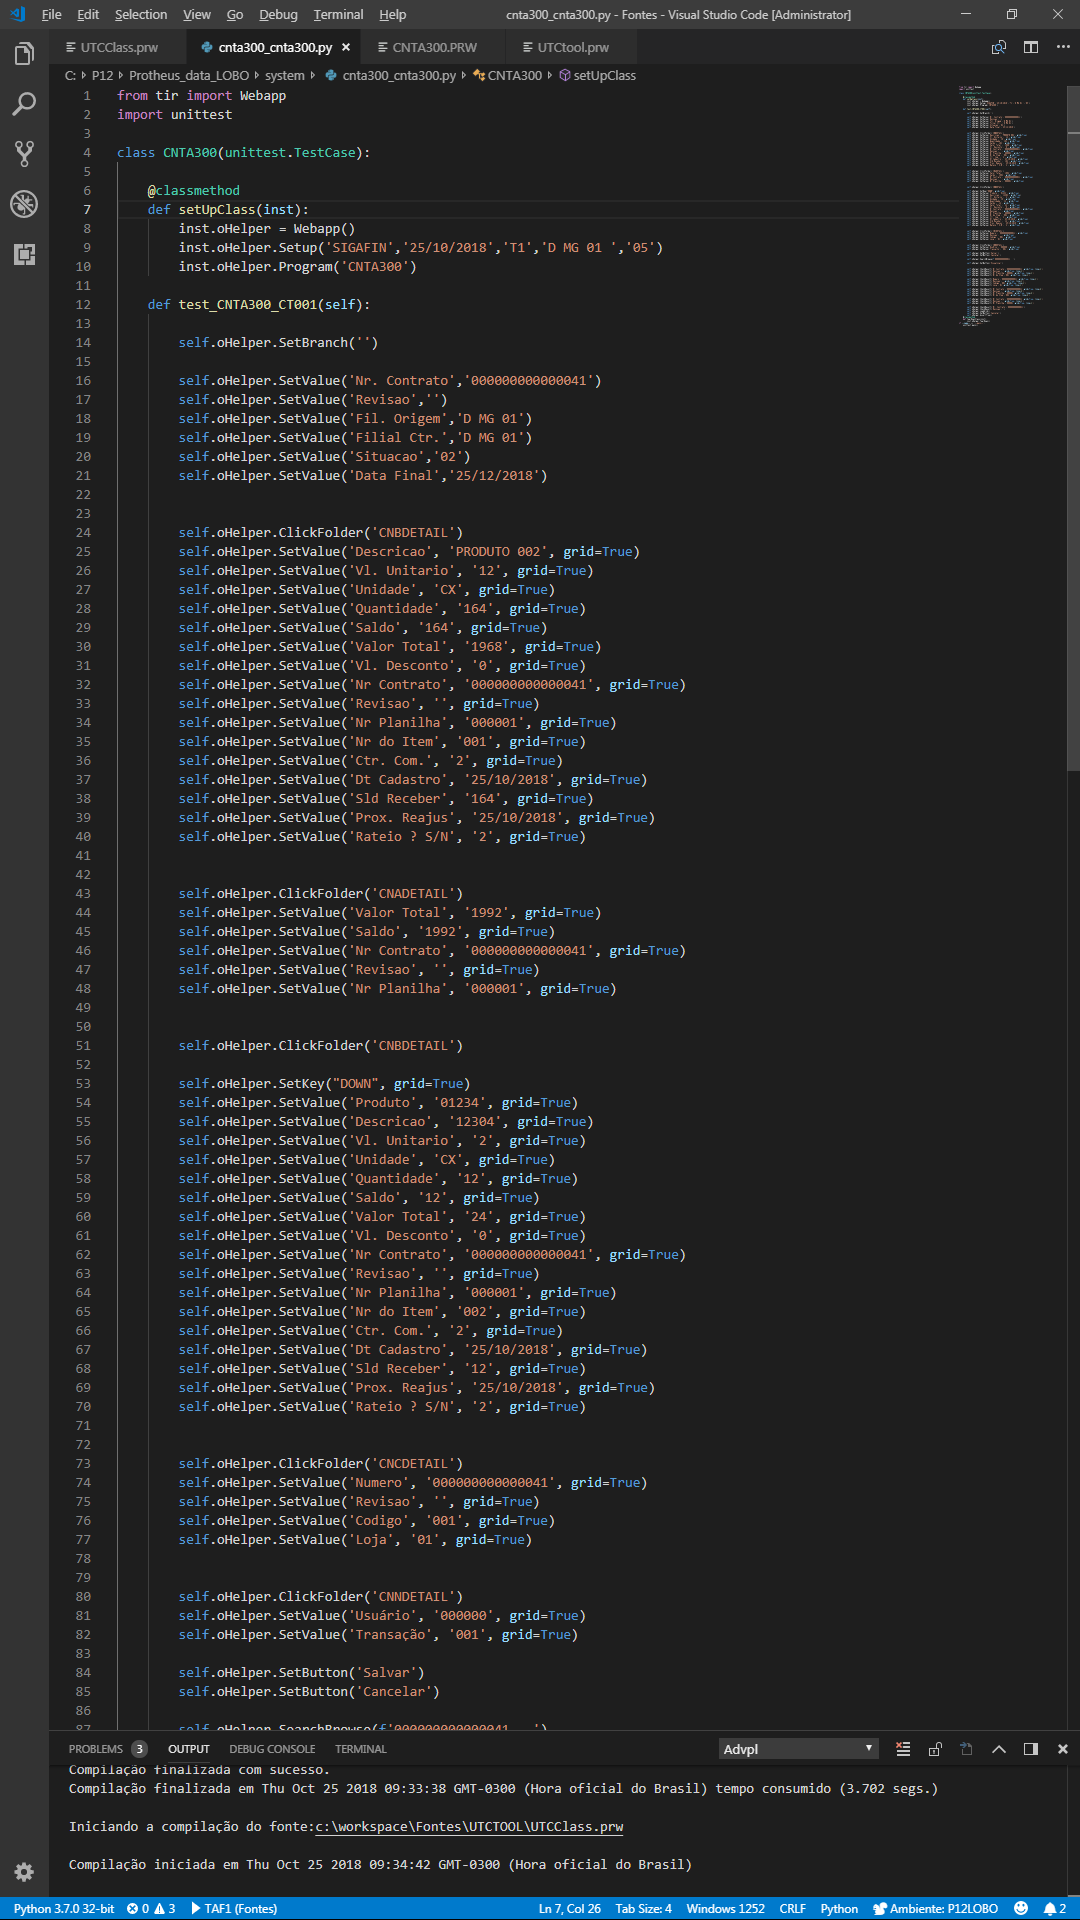 File Edit Selection View Go Debug Terminal Help cnta300_cnta300.py - Fontes - Visual Studio Code [Administrator]
UTCClass.prw cnta300_cnta300.py CNTA300.PRW UTCtool.prw
C: P12 Protheus_data_LOBO system cnta300_cnta300.py CNTA300 setUpClass
1 from tir import Webapp
2 import unittest
3
4 class CNTA300(unittest.TestCase):
5
6 @classmethod
7 def setUpClass(inst):
8 inst.oHelper = Webapp()
9 inst.oHelper.Setup('SIGAFIN','25/10/2018','T1','D MG 01 ','05')
10 inst.oHelper.Program('CNTA300')
11
12 def test_CNTA300_CT001(self):
13
14 self.oHelper.SetBranch('')
15
16 self.oHelper.SetValue('Nr. Contrato','000000000000041')
17 self.oHelper.SetValue('Revisao','')
18 self.oHelper.SetValue('Fil. Origem','D MG 01')
19 self.oHelper.SetValue('Filial Ctr.','D MG 01')
20 self.oHelper.SetValue('Situacao','02')
21 self.oHelper.SetValue('Data Final','25/12/2018')
22
23
24 self.oHelper.ClickFolder('CNBDETAIL')
25 self.oHelper.SetValue('Descricao', 'PRODUTO 002', grid=True)
26 self.oHelper.SetValue('Vl. Unitario', '12', grid=True)
27 self.oHelper.SetValue('Unidade', 'CX', grid=True)
28 self.oHelper.SetValue('Quantidade', '164', grid=True)
29 self.oHelper.SetValue('Saldo', '164', grid=True)
30 self.oHelper.SetValue('Valor Total', '1968', grid=True)
31 self.oHelper.SetValue('Vl. Desconto', '0', grid=True)
32 self.oHelper.SetValue('Nr Contrato', '000000000000041', grid=True)
33 self.oHelper.SetValue('Revisao', '', grid=True)
34 self.oHelper.SetValue('Nr Planilha', '000001', grid=True)
35 self.oHelper.SetValue('Nr do Item', '001', grid=True)
36 self.oHelper.SetValue('Ctr. Com.', '2', grid=True)
37 self.oHelper.SetValue('Dt Cadastro', '25/10/2018', grid=True)
38 self.oHelper.SetValue('Sld Receber', '164', grid=True)
39 self.oHelper.SetValue('Prox. Reajus', '25/10/2018', grid=True)
40 self.oHelper.SetValue('Rateio ? S/N', '2', grid=True)
41
42
43 self.oHelper.ClickFolder('CNADETAIL')
44 self.oHelper.SetValue('Valor Total', '1992', grid=True)
45 self.oHelper.SetValue('Saldo', '1992', grid=True)
46 self.oHelper.SetValue('Nr Contrato', '000000000000041', grid=True)
47 self.oHelper.SetValue('Revisao', '', grid=True)
48 self.oHelper.SetValue('Nr Planilha', '000001', grid=True)
49
50
51 self.oHelper.ClickFolder('CNBDETAIL')
52
53 self.oHelper.SetKey("DOWN", grid=True)
54 self.oHelper.SetValue('Produto', '01234', grid=True)
55 self.oHelper.SetValue('Descricao', '12304', grid=True)
56 self.oHelper.SetValue('Vl. Unitario', '2', grid=True)
57 self.oHelper.SetValue('Unidade', 'CX', grid=True)
58 self.oHelper.SetValue('Quantidade', '12', grid=True)
59 self.oHelper.SetValue('Saldo', '12', grid=True)
60 self.oHelper.SetValue('Valor Total', '24', grid=True)
61 self.oHelper.SetValue('Vl. Desconto', '0', grid=True)
62 self.oHelper.SetValue('Nr Contrato', '000000000000041', grid=True)
63 self.oHelper.SetValue('Revisao', '', grid=True)
64 self.oHelper.SetValue('Nr Planilha', '000001', grid=True)
65 self.oHelper.SetValue('Nr do Item', '002', grid=True)
66 self.oHelper.SetValue('Ctr. Com.', '2', grid=True)
67 self.oHelper.SetValue('Dt Cadastro', '25/10/2018', grid=True)
68 self.oHelper.SetValue('Sld Receber', '12', grid=True)
69 self.oHelper.SetValue('Prox. Reajus', '25/10/2018', grid=True)
70 self.oHelper.SetValue('Rateio ? S/N', '2', grid=True)
71
72
73 self.oHelper.ClickFolder('CNCDETAIL')
74 self.oHelper.SetValue('Numero', '000000000000041', grid=True)
75 self.oHelper.SetValue('Revisao', '', grid=True)
76 self.oHelper.SetValue('Codigo', '001', grid=True)
77 self.oHelper.SetValue('Loja', '01', grid=True)
78
79
80 self.oHelper.ClickFolder('CNNDETAIL')
81 self.oHelper.SetValue('Usuário', '000000', grid=True)
82 self.oHelper.SetValue('Transação', '001', grid=True)
83
84 self.oHelper.SetButton('Salvar')
85 self.oHelper.SetButton('Cancelar')
86
87 self.oHelper.SearchBrowse(f'000000000000041   ')
PROBLEMS 3 OUTPUT DEBUG CONSOLE TERMINAL Advpl
Compilação finalizada com sucesso.
Compilação finalizada em Thu Oct 25 2018 09:33:38 GMT-0300 (Hora oficial do Brasil) tempo consumido (3.702 segs.)
Iniciando a compilação do fonte:c:\workspace\Fontes\UTCTOOL\UTCClass.prw
Compilação iniciada em Thu Oct 25 2018 09:34:42 GMT-0300 (Hora oficial do Brasil)
Python 3.7.0 32-bit 0 3 TAF1 (Fontes) Ln 7, Col 26 Tab Size: 4 Windows 1252 CRLF Python Ambiente: P12LOBO 2